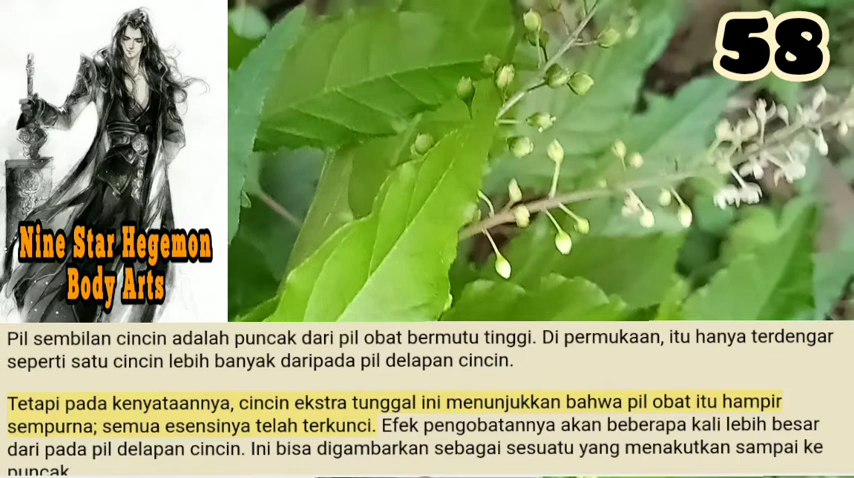 58
Nine Star Hegemon
Body Arts
Pil sembilan cincin adalah puncak dari pil obat bermutu tinggi. Di permukaan, itu hanya terdengar
seperti satu cincin lebih banyak daripada pil delapan cincin.
Tetapi pada kenyataannya, cincin ekstra tunggal ini menunjukkan bahwa pil obat itu hampir
sempurna; semua esensinya telah terkunci. Efek pengobatannya akan beberapa kali lebih besar
dari pada pil delapan cincin. Ini bisa digambarkan sebagai sesuatu yang menakutkan sampai ke
puncak